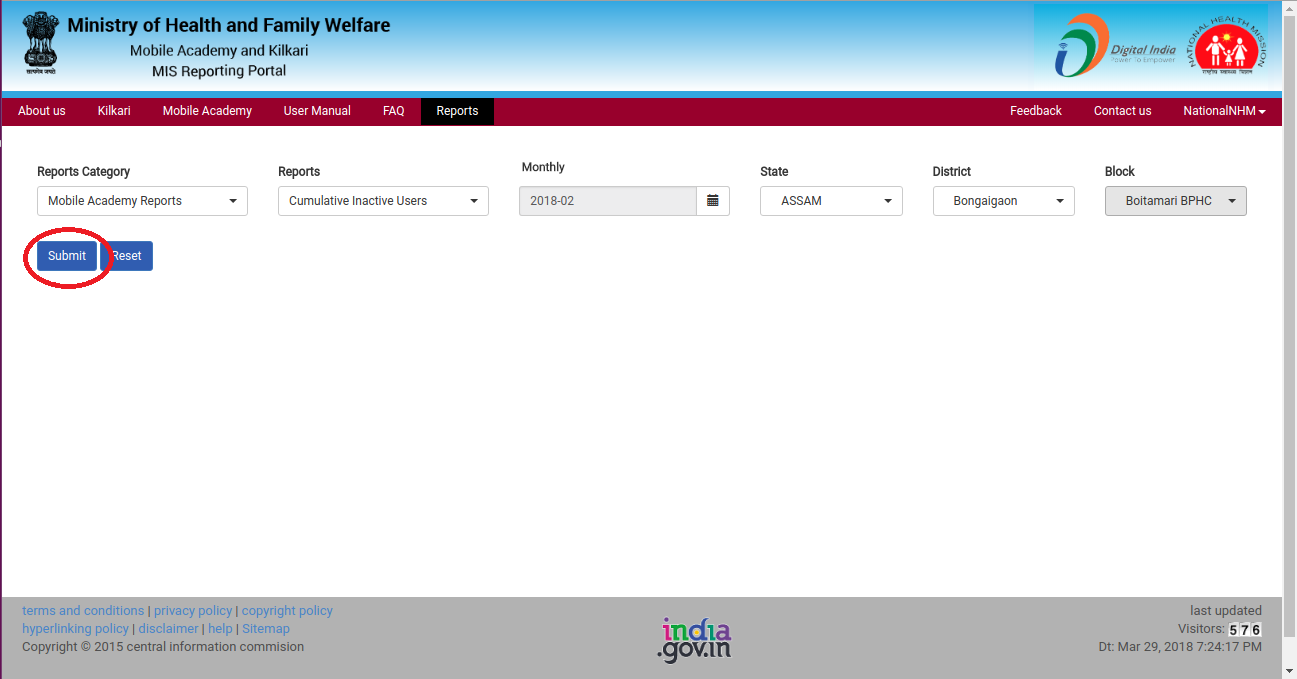 Ministry of Health and Family Welfare
Mobile Academy and Kilkari
MIS Reporting Portal
सत्यमेव जयते
Digital India
Power To Empower
NATIONAL HEALTH MISSION
राष्ट्रीय स्वास्थ्य मिशन
About us Kilkari Mobile Academy User Manual FAQ Reports Feedback Contact us NationalNHM
Reports Category Reports Monthly State District Block
Mobile Academy Reports Cumulative Inactive Users 2018-02 ASSAM Bongaigaon Boitamari BPHC
Submit Reset
terms and conditions | privacy policy | copyright policy
hyperlinking policy | disclaimer | help | Sitemap
Copyright © 2015 central information commision
india
.gov.in
last updated
Visitors: 576
Dt: Mar 29, 2018 7:24:17 PM